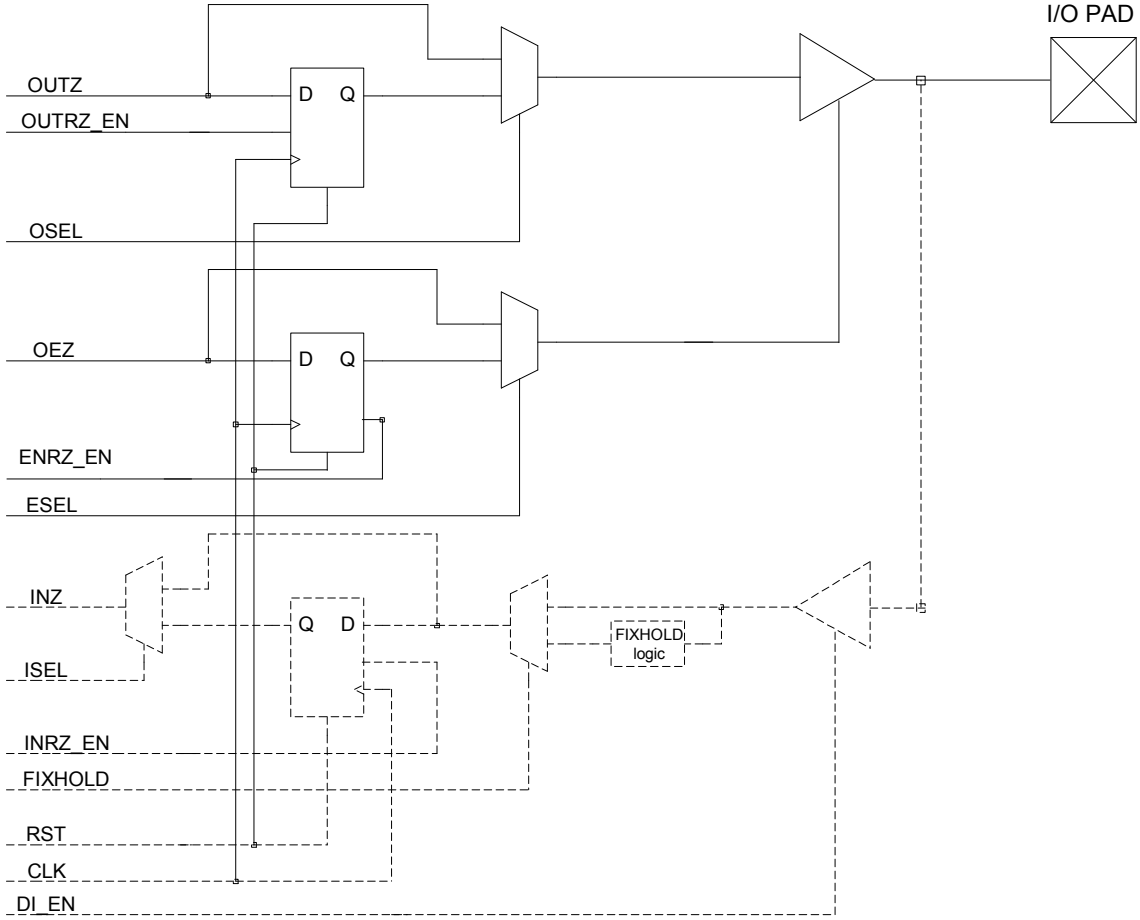 I/O PAD
OUTZ
D Q
OUTRZ_EN
OSEL
OEZ
D Q
ENRZ_EN
ESEL
INZ
Q D
FIXHOLD
logic
ISEL
INRZ_EN
FIXHOLD
RST
CLK
DI_EN